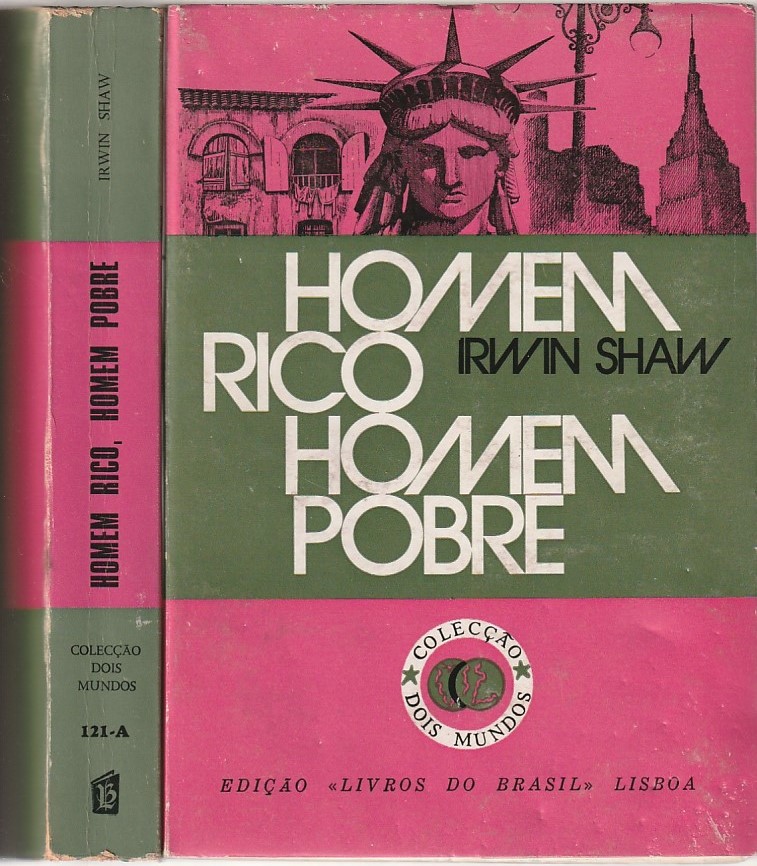 IRWIN SHAW
HOMEM RICO, HOMEM POBRE
COLECÇÃO
DOIS
MUNDOS
121-A
B
HOMEM
RICO
IRWIN SHAW
HOMEM
POBRE
COLECÇÃO
DOIS MUNDOS
EDIÇÃO «LIVROS DO BRASIL» LISBOA